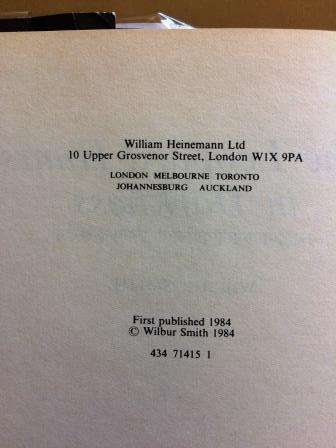 William Heinemann Ltd
10 Upper Grosvenor Street, London W1X 9PA
LONDON MELBOURNE TORONTO
JOHANNESBURG AUCKLAND
First published 1984
© Wilbur Smith 1984
434 71415 1